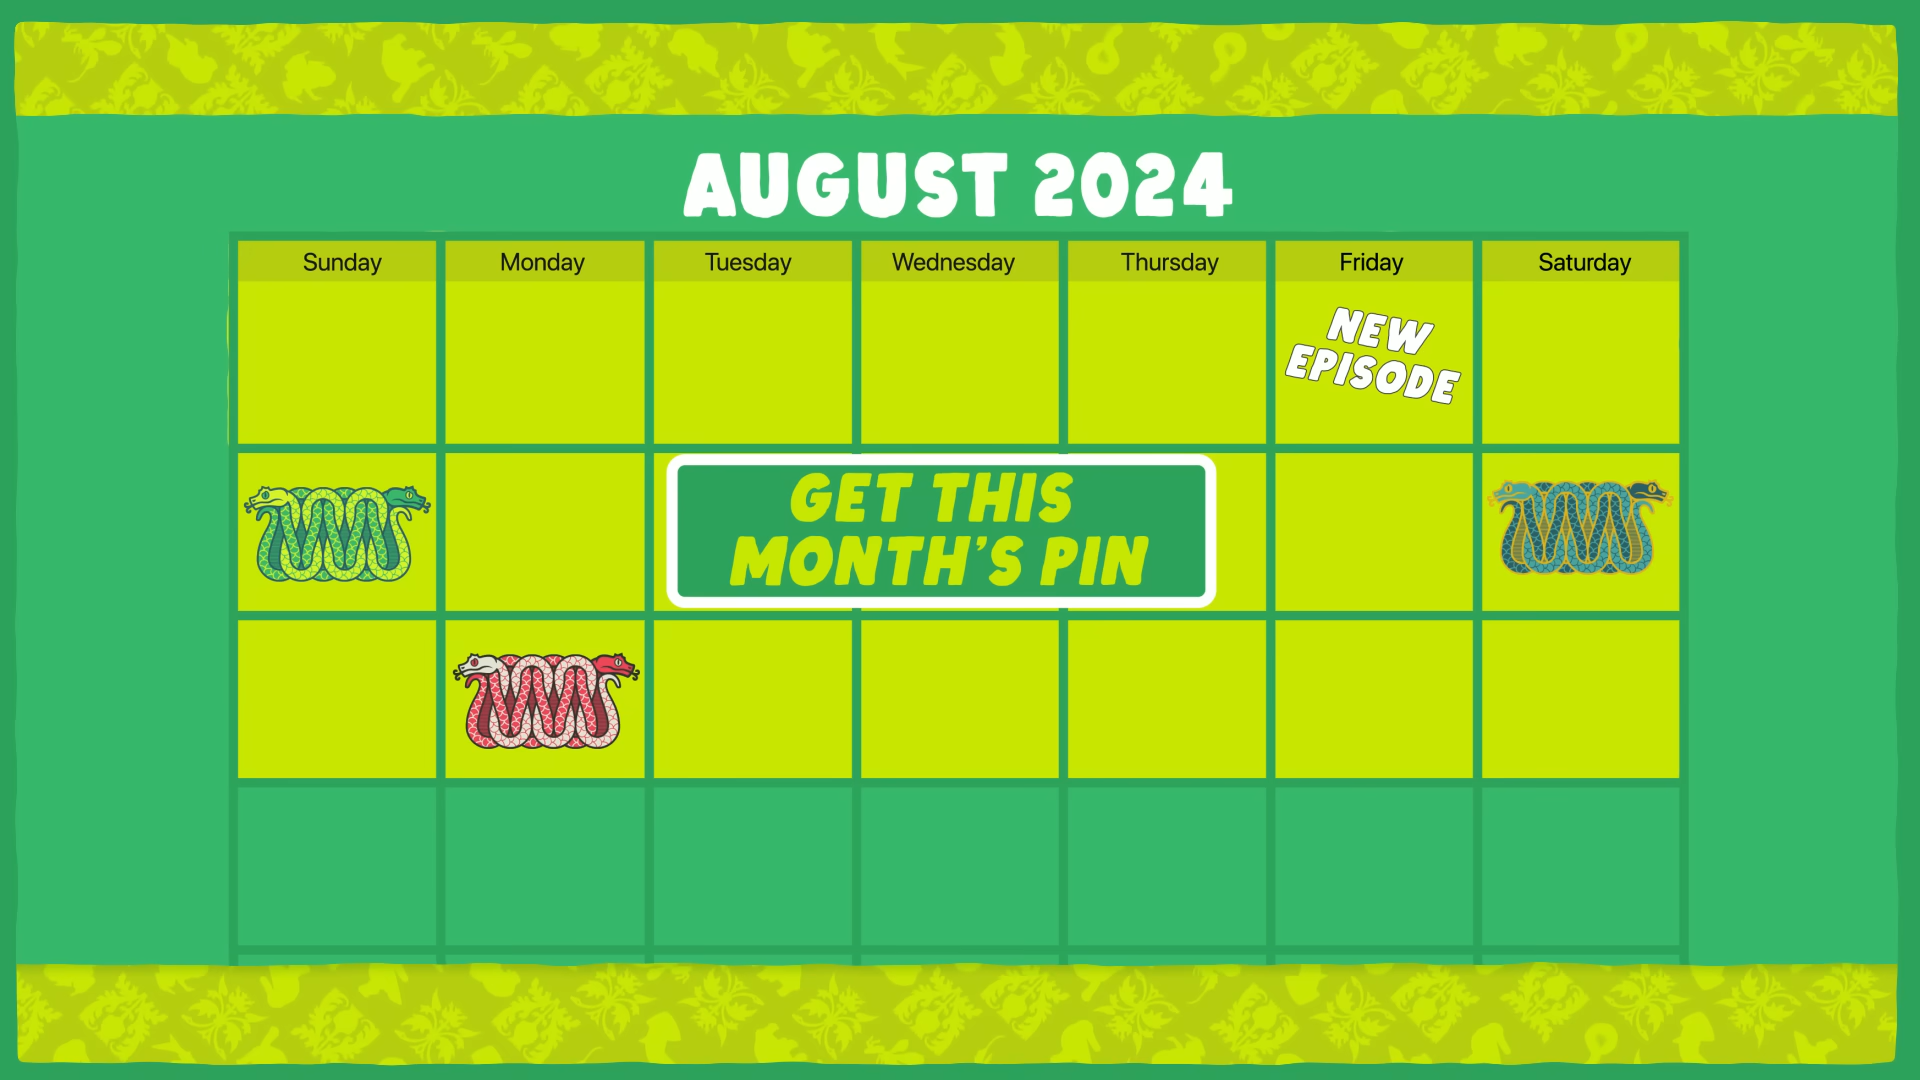 AUGUST 2024
Sunday
Monday
Tuesday
Wednesday
Thursday
Friday
Saturday
NEW
EPISODE
GET THIS
MONTH'S PIN